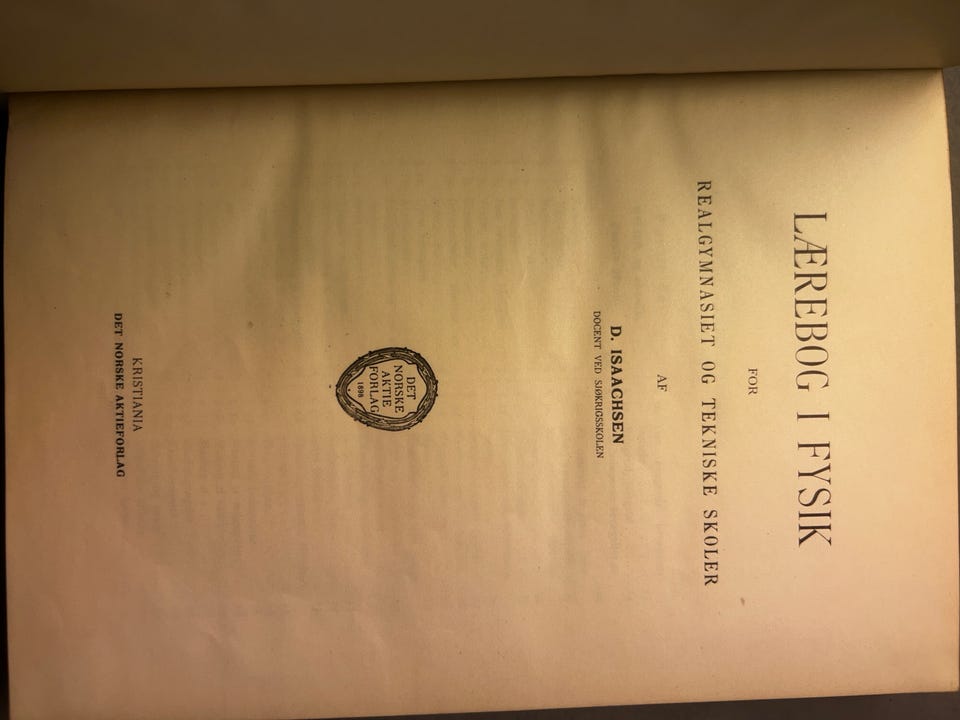 LÆREBOG I FYSIK
FOR
REALGYMNASIET OG TEKNISKE SKOLER
AF
D. ISAACHSEN
DOCENT VED SJØKRIGSSKOLEN
DET
NORSKE
AKTIE
FORLAG
1898
KRISTIANIA
DET NORSKE AKTIEFORLAG